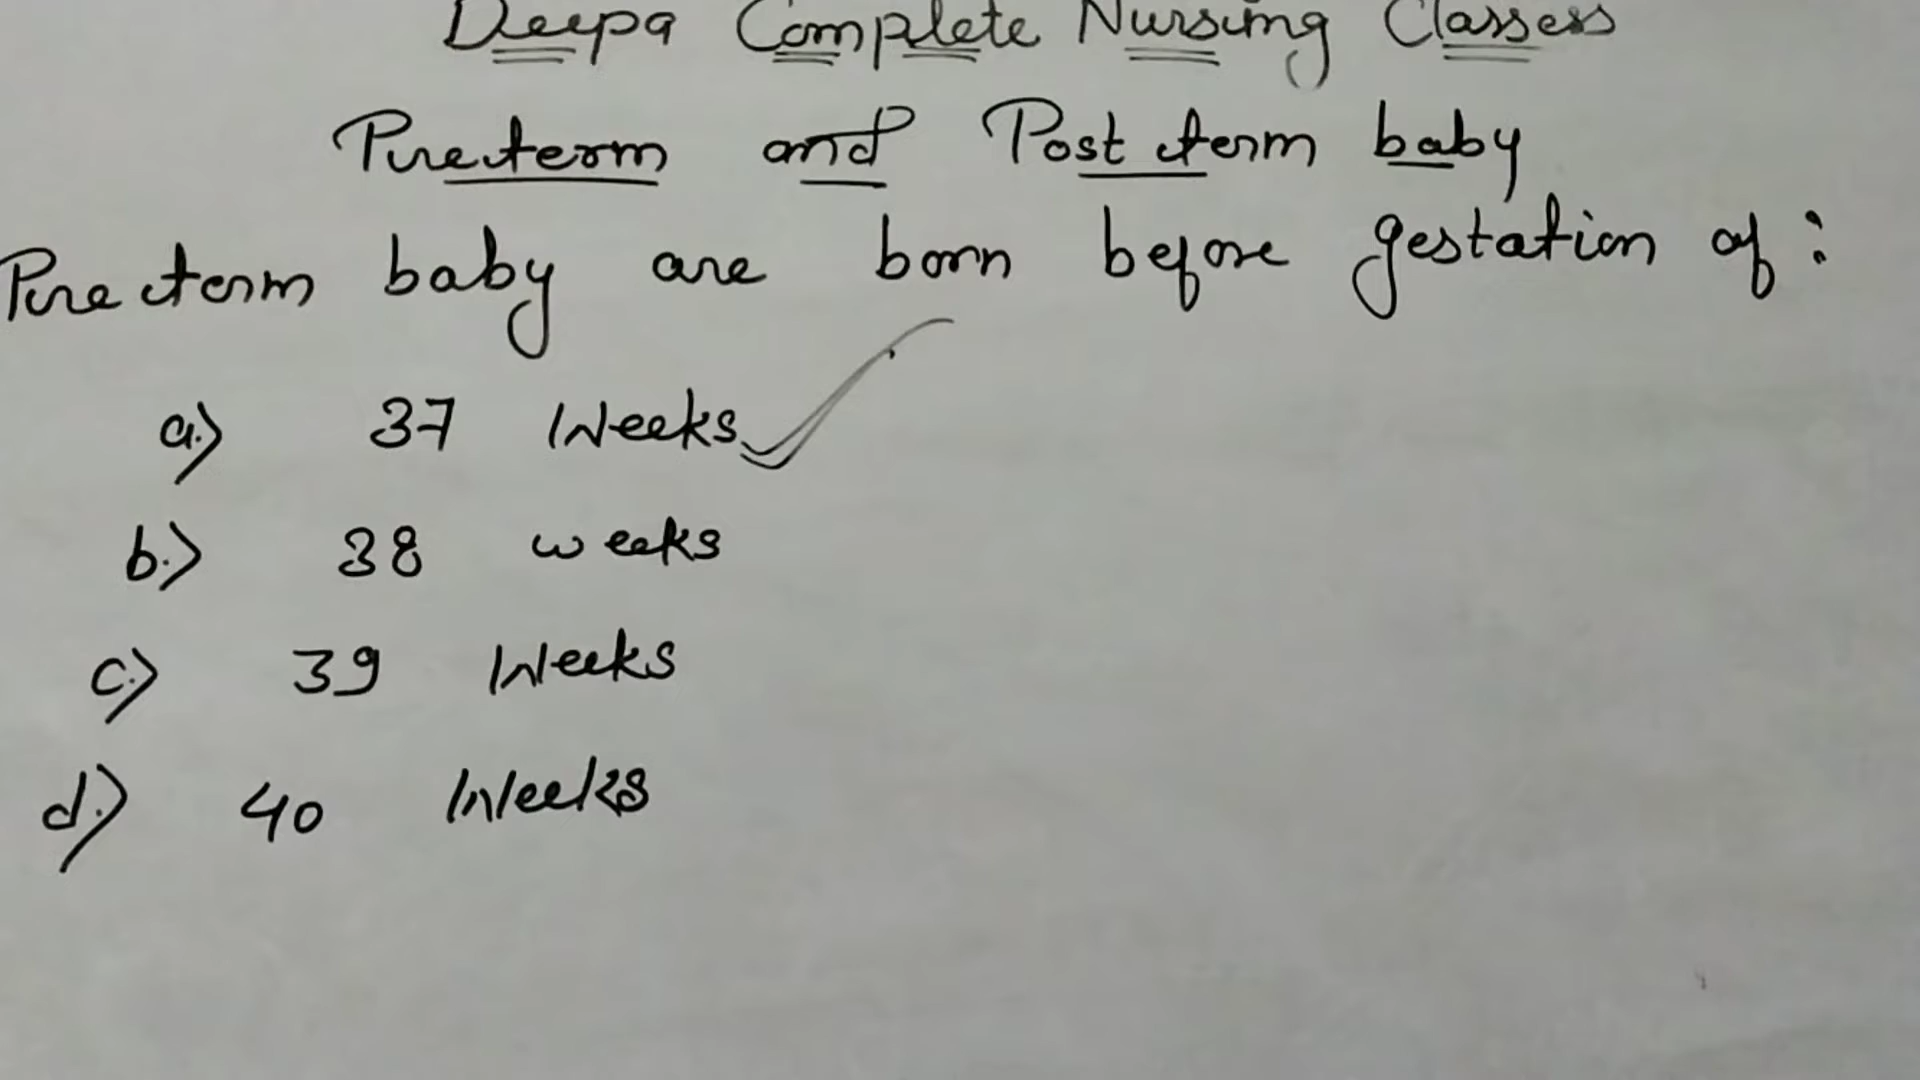 Deepa Complete Nursing Classess
Preterm and Post term baby
Preterm baby are born before gestation of :
a.) 37 Weeks
b.) 38 weeks
c.) 39 Weeks
d.) 40 Weeks